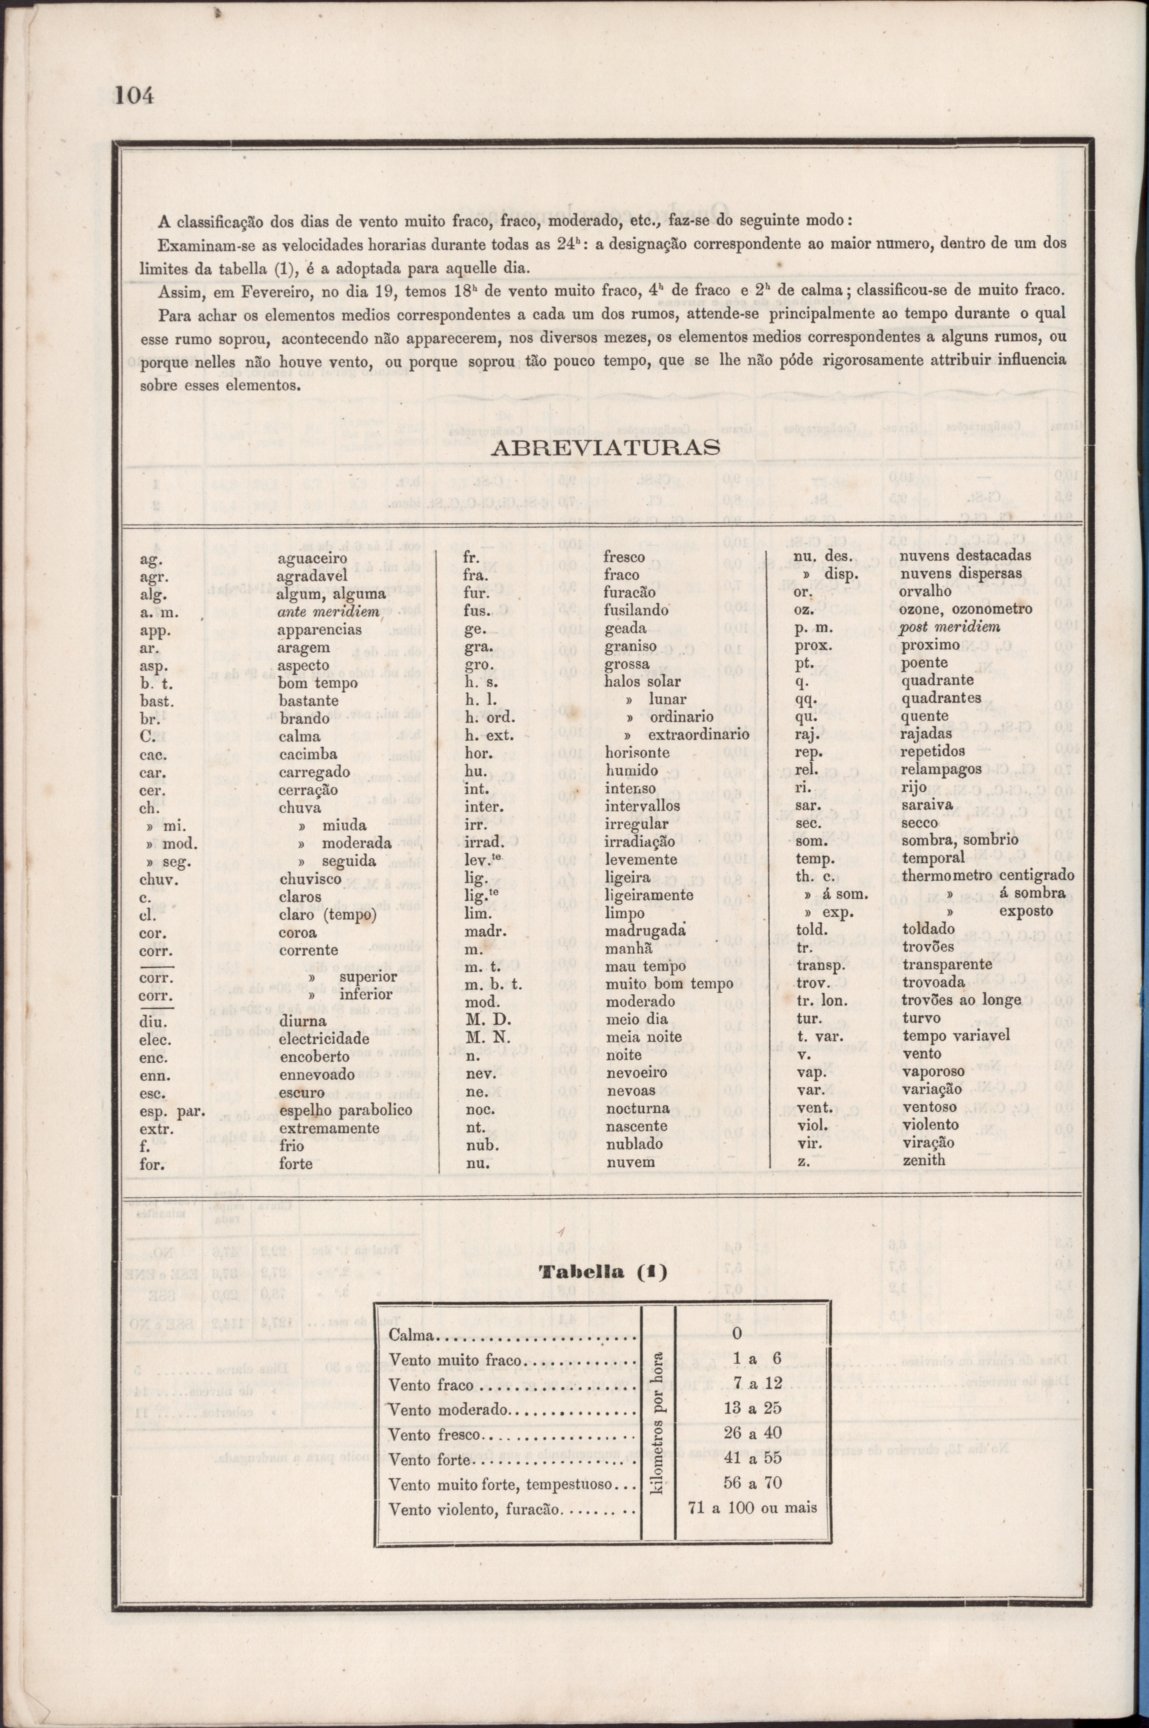 104
A classificação dos dias de vento muito fraco, fraco, moderado, etc., faz-se do seguinte modo:
Examinam-se as velocidades horarias durante todas as 24ʰ: a designação correspondente ao maior numero, dentro de um dos
limites da tabella (1), é a adoptada para aquelle dia.
Assim, em Fevereiro, no dia 19, temos 18ʰ de vento muito fraco, 4ʰ de fraco e 2ʰ de calma; classificou-se de muito fraco.
Para achar os elementos medios correspondentes a cada um dos rumos, attende-se principalmente ao tempo durante o qual
esse rumo soprou, acontecendo não apparecerem, nos diversos mezes, os elementos medios correspondentes a alguns rumos, ou
porque nelles não houve vento, ou porque soprou tão pouco tempo, que se lhe não póde rigorosamente attribuir influencia
sobre esses elementos.
ABREVIATURAS
ag. aguaceiro
agr. agradavel
alg. algum, alguma
a. m. ante meridiem
app. apparencias
ar. aragem
asp. aspecto
b. t. bom tempo
bast. bastante
br. brando
C. calma
cac. cacimba
car. carregado
cer. cerração
ch. chuva
» mi. » miuda
» mod. » moderada
» seg. » seguida
chuv. chuvisco
c. claros
cl. claro (tempo)
cor. coroa
corr. corrente
corr. » superior
corr. » inferior
diu. diurna
elec. electricidade
enc. encoberto
enn. ennevoado
esc. escuro
esp. par. espelho parabolico
extr. extremamente
f. frio
for. forte
fr. fresco
fra. fraco
fur. furacão
fus. fusilando
ge. geada
gra. graniso
gro. grossa
h. s. halos solar
h. l. » lunar
h. ord. » ordinario
h. ext. » extraordinario
hor. horisonte
hu. humido
int. intenso
inter. intervallos
irr. irregular
irrad. irradiação
lev.te levemente
lig. ligeira
lig.te ligeiramente
lim. limpo
madr. madrugada
m. manhã
m. t. mau tempo
m. b. t. muito bom tempo
mod. moderado
M. D. meio dia
M. N. meia noite
n. noite
nev. nevoeiro
ne. nevoas
noc. nocturna
nt. nascente
nub. nublado
nu. nuvem
nu. des. nuvens destacadas
» disp. nuvens dispersas
or. orvalho
oz. ozone, ozonometro
p. m. post meridiem
prox. proximo
pt. poente
q. quadrante
qq. quadrantes
qu. quente
raj. rajadas
rep. repetidos
rel. relampagos
ri. rijo
sar. saraiva
sec. secco
som. sombra, sombrio
temp. temporal
th. c. thermometro centigrado
» á som. » á sombra
» exp. » exposto
told. toldado
tr. trovões
transp. transparente
trov. trovoada
tr. lon. trovões ao longe
tur. turvo
t. var. tempo variavel
v. vento
vap. vaporoso
var. variação
vent. ventoso
viol. violento
vir. viração
z. zenith
Tabella (1)
kilometros por hora
Calma....................... 0
Vento muito fraco............. 1 a 6
Vento fraco .................. 7 a 12
Vento moderado............... 13 a 25
Vento fresco.................. 26 a 40
Vento forte................... 41 a 55
Vento muito forte, tempestuoso... 56 a 70
Vento violento, furacão......... 71 a 100 ou mais